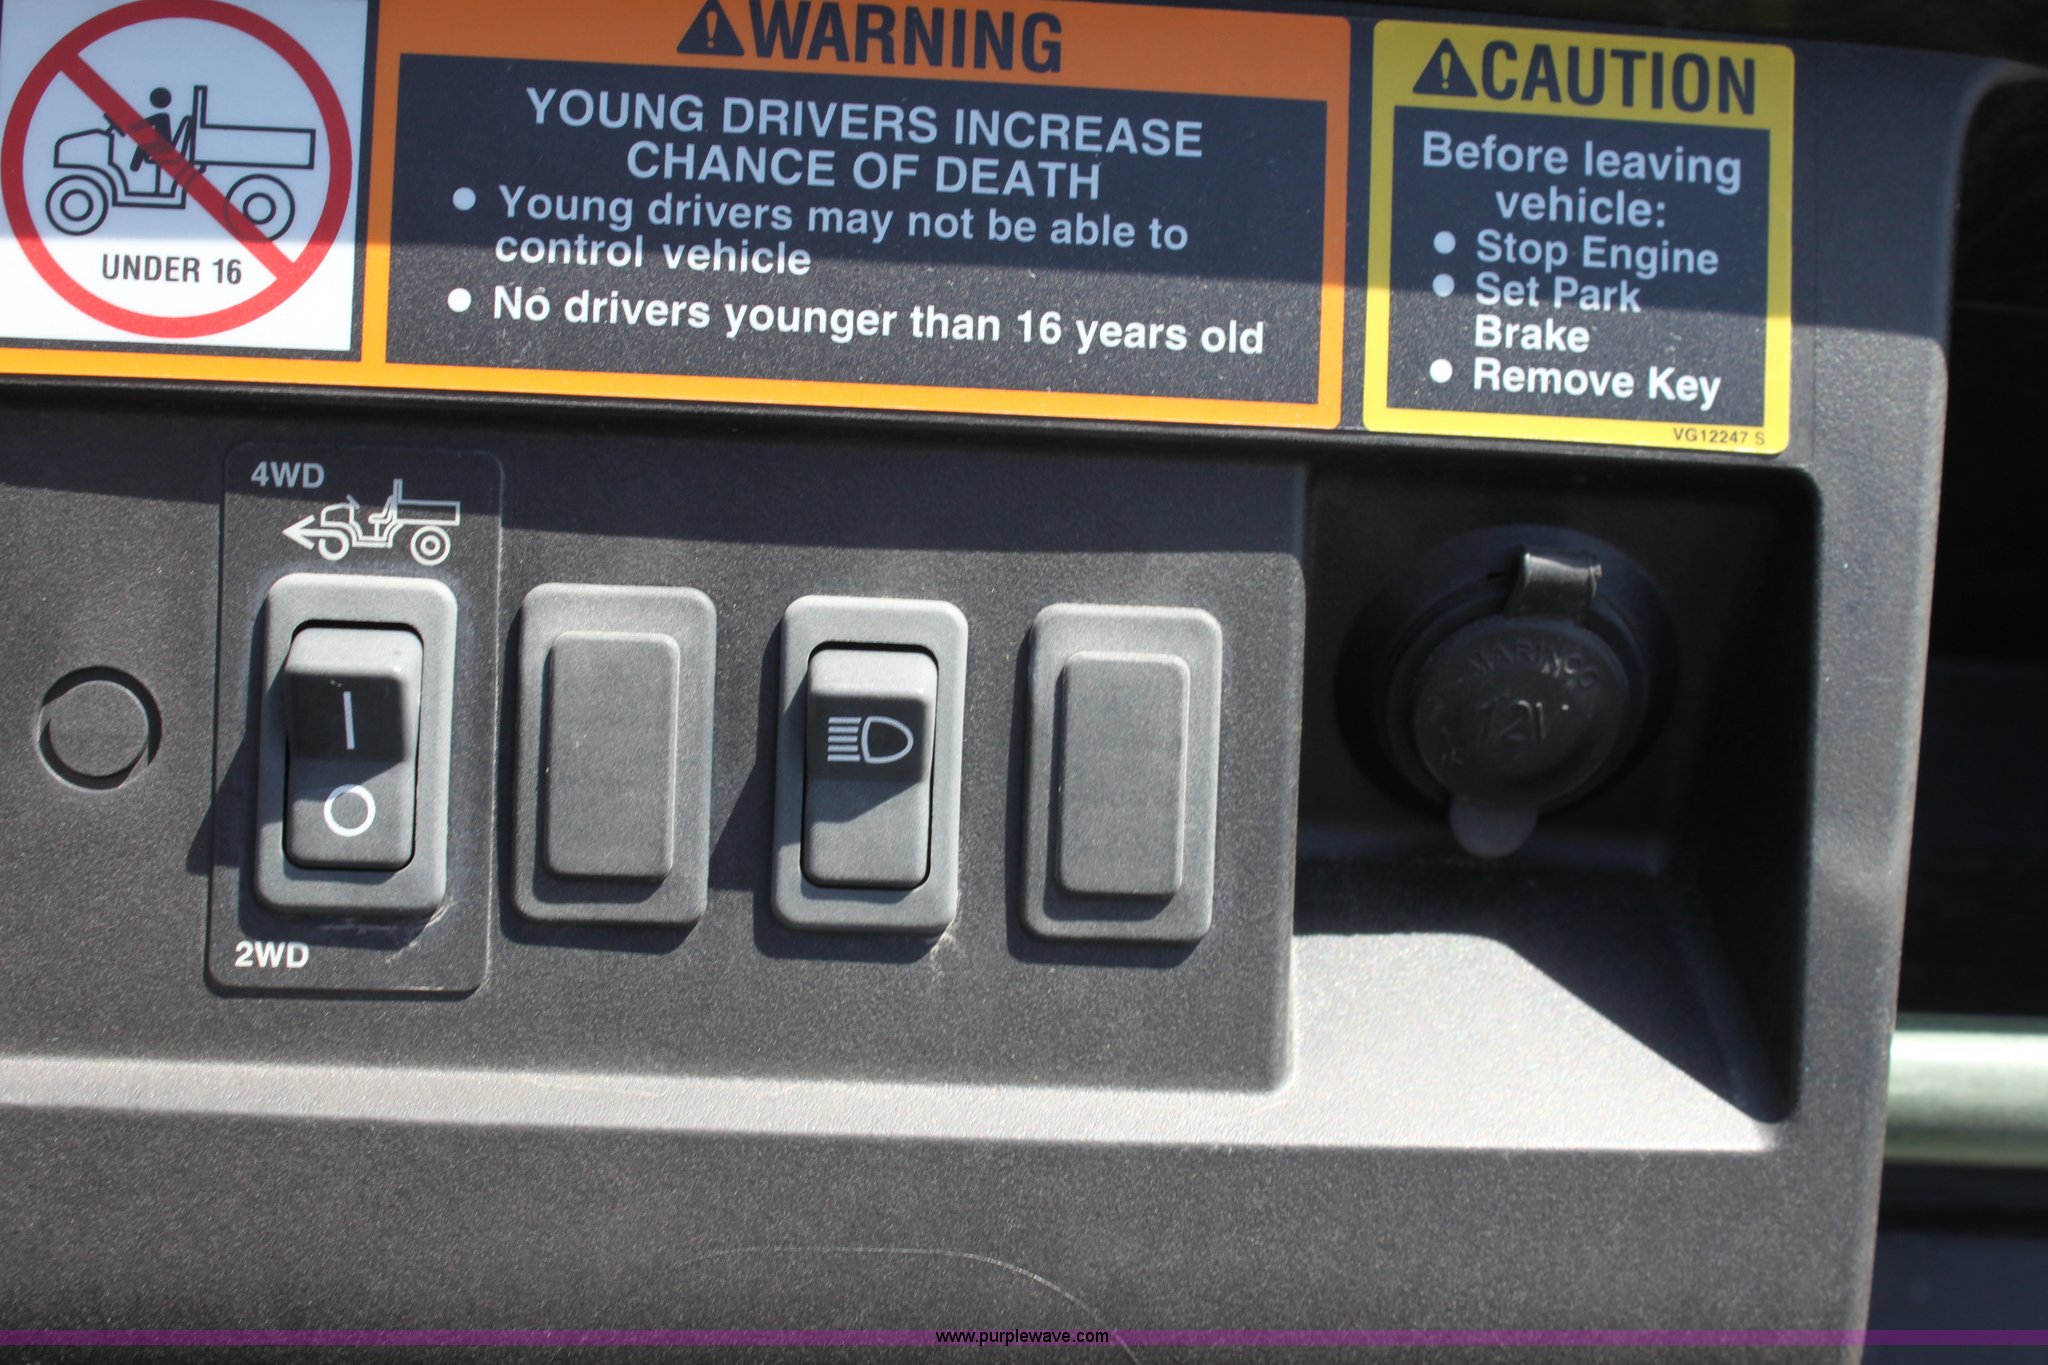 UNDER 16
WARNING
YOUNG DRIVERS INCREASE
CHANCE OF DEATH
• Young drivers may not be able to
control vehicle
• No drivers younger than 16 years old
CAUTION
Before leaving
vehicle:
• Stop Engine
• Set Park
Brake
• Remove Key
VG12247 S
4WD
2WD
MARINCO
12V
www.purplewave.com